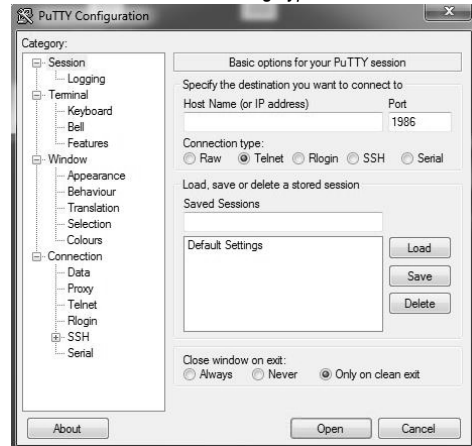 PuTTY Configuration
Category:
Session
Logging
Terminal
Keyboard
Bell
Features
Window
Appearance
Behaviour
Translation
Selection
Colours
Connection
Data
Proxy
Telnet
Rlogin
SSH
Serial
Basic options for your PuTTY session
Specify the destination you want to connect to
Host Name (or IP address) Port
1986
Connection type:
Raw Telnet Rlogin SSH Serial
Load, save or delete a stored session
Saved Sessions
Default Settings
Load
Save
Delete
Close window on exit:
Always Never Only on clean exit
About Open Cancel